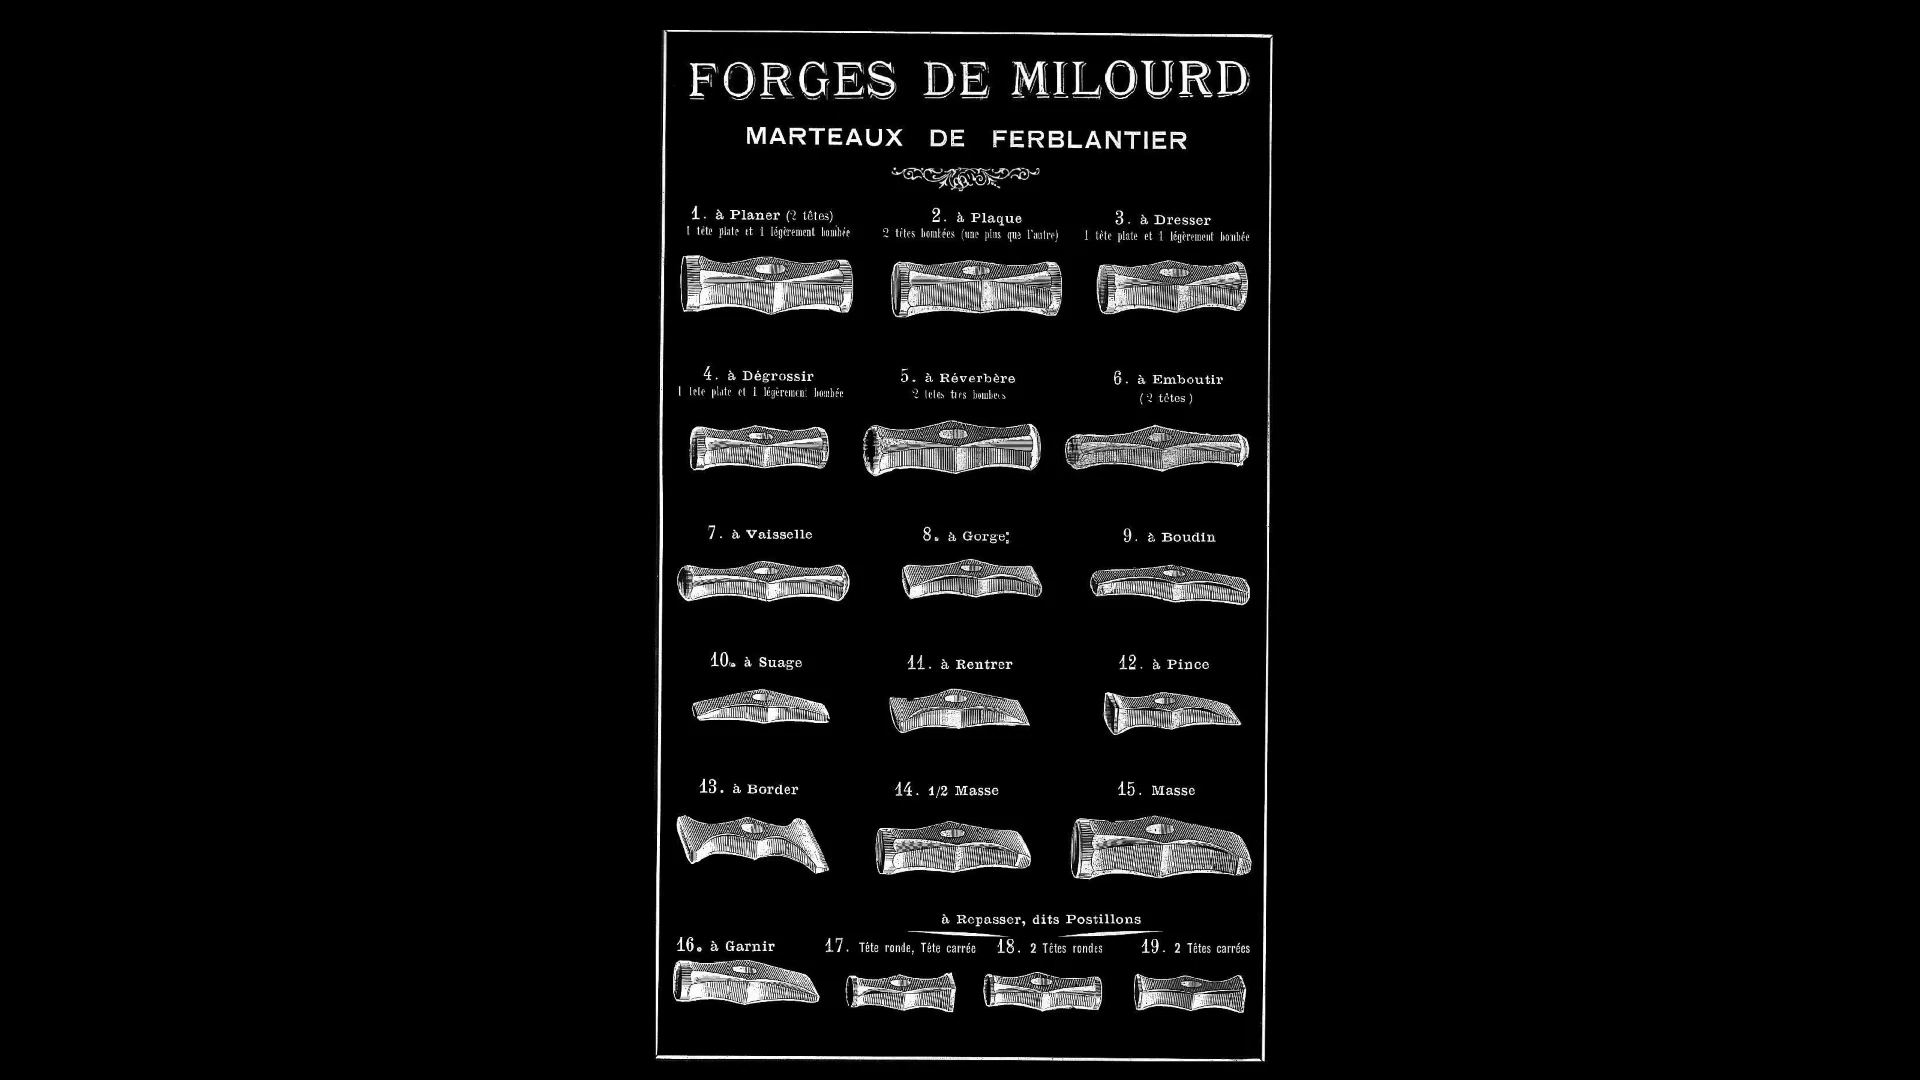 FORGES DE MILOURD
MARTEAUX DE FERBLANTIER
1. à Planer (2 têtes)
1 tête plate et 1 légèrement bombée
2. à Plaque
2 têtes bombées (une plus que l'autre)
3. à Dresser
1 tête plate et 1 légèrement bombée
4. à Dégrossir
1 tete plate et 1 légèrement bombée
5. à Réverbère
2 tetes tres bombees
6. à Emboutir
(2 têtes)
7. à Vaisselle
8. à Gorge;
9. à Boudin
10. à Suage
11. à Rentrer
12. à Pince
13. à Border
14. 1/2 Masse
15. Masse
à Repasser, dits Postillons
16. à Garnir
17. Tête ronde, Tête carrée
18. 2 Têtes rondes
19. 2 Têtes carrées